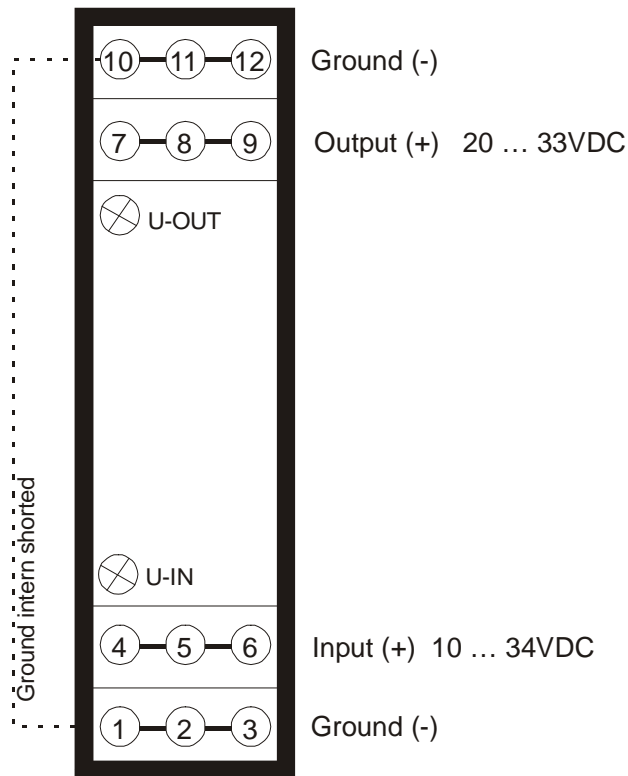 10 11 12 Ground (-)
7 8 9 Output (+) 20 … 33VDC
U-OUT
Ground intern shorted
U-IN
4 5 6 Input (+) 10 … 34VDC
1 2 3 Ground (-)